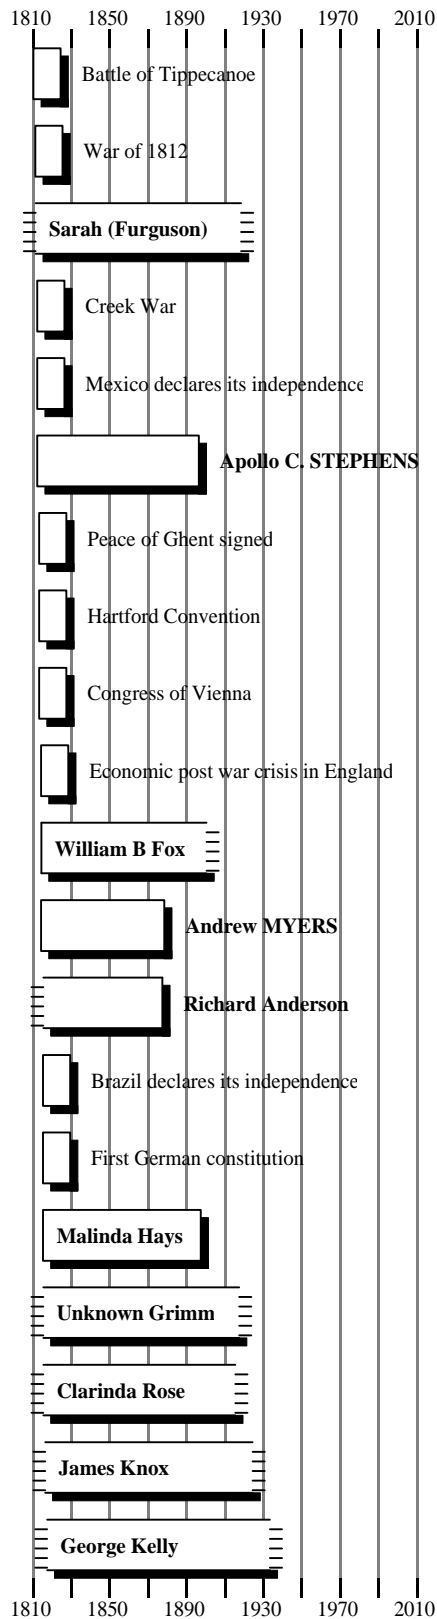 1810 1850 1890 1930 1970 2010
Battle of Tippecanoe
War of 1812
Sarah (Furguson)
Creek War
Mexico declares its independence
Apollo C. STEPHENS
Peace of Ghent signed
Hartford Convention
Congress of Vienna
Economic post war crisis in England
William B Fox
Andrew MYERS
Richard Anderson
Brazil declares its independence
First German constitution
Malinda Hays
Unknown Grimm
Clarinda Rose
James Knox
George Kelly
1810 1850 1890 1930 1970 2010